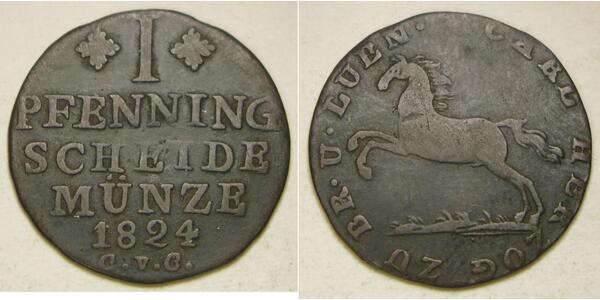 I
PFENNING
SCHEIDE
MÜNZE
1824
C.v.C.
CARL HERZOG ZU BR. U. LUEN.